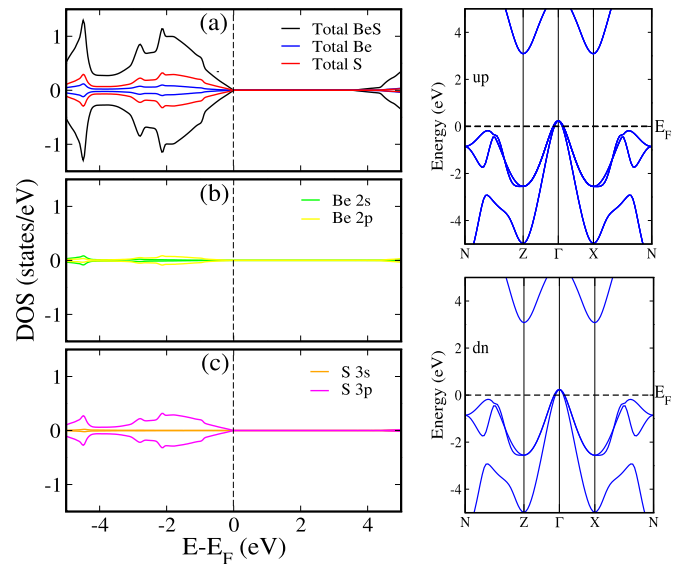 (a)
Total BeS
Total Be
Total S
1
0
-1
(b)
Be 2s
Be 2p
1
0
-1
(c)
S 3s
S 3p
1
0
-1
-4
-2
0
2
4
DOS (states/eV)
E-E_F (eV)
4
2
0
-2
-4
up
E_F
Energy (eV)
N
Z
Γ
X
N
4
2
0
-2
-4
dn
E_F
Energy (eV)
N
Z
Γ
X
N